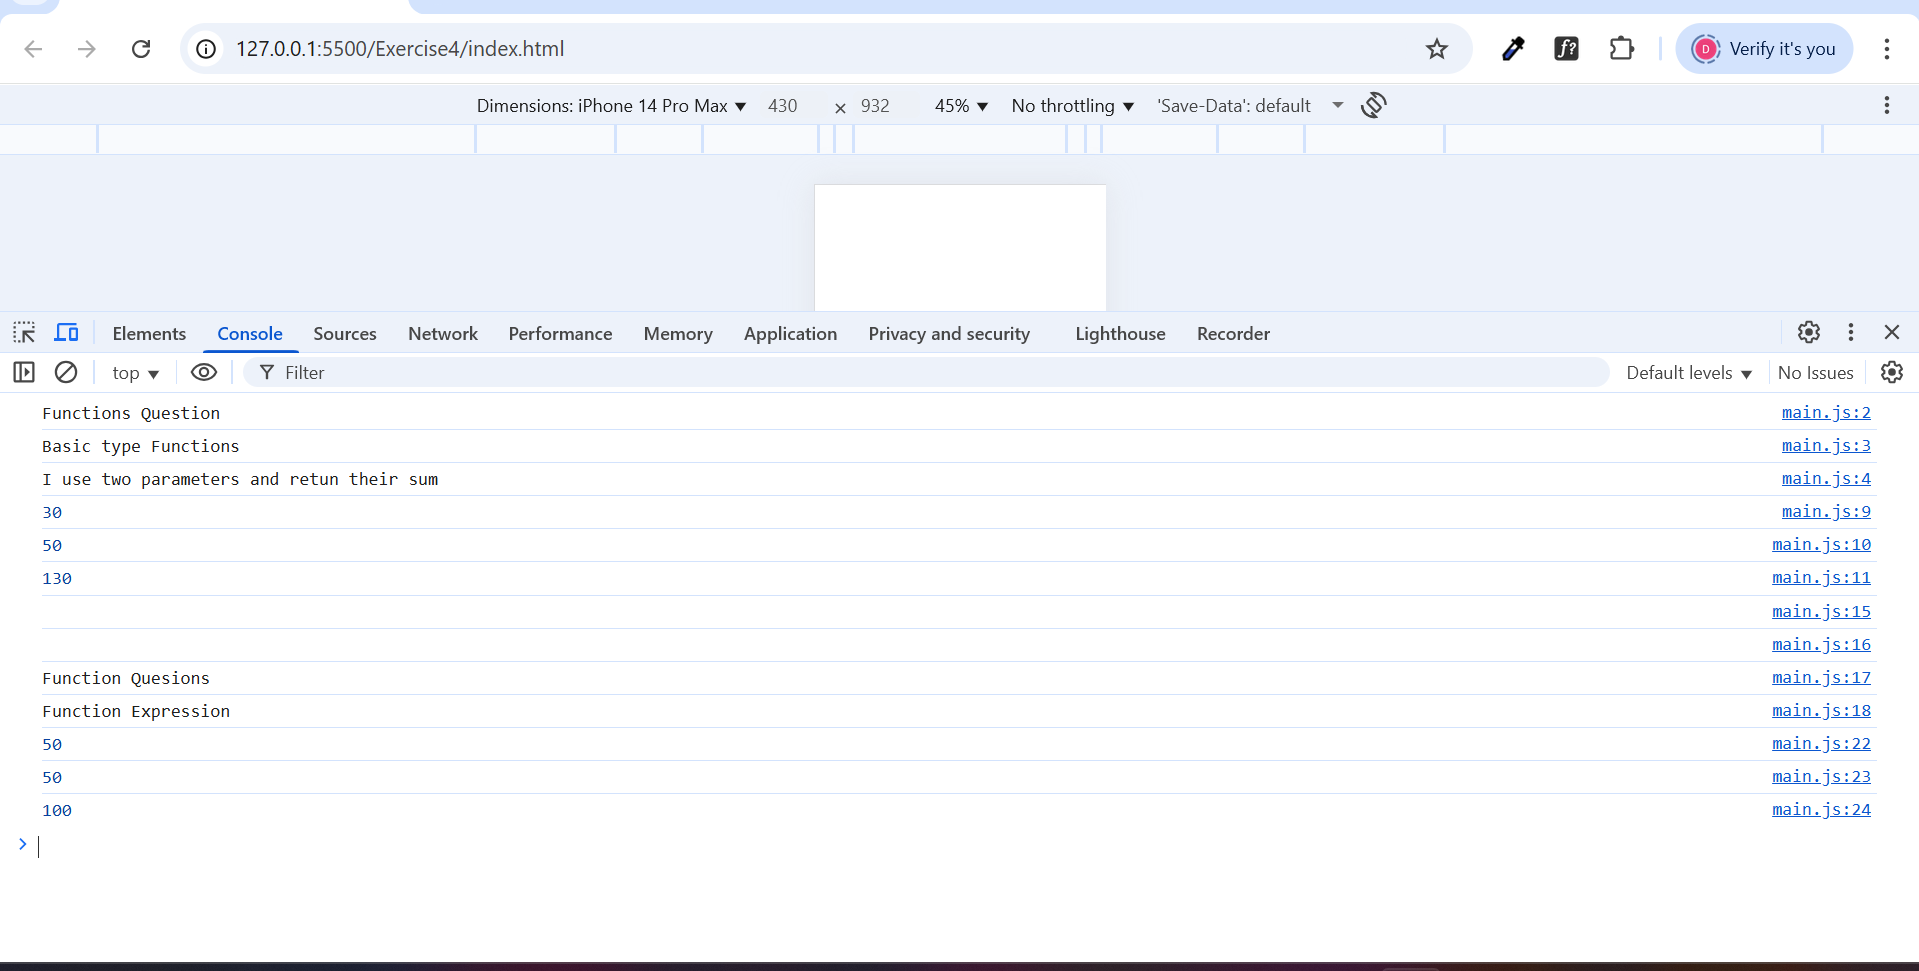 127.0.0.1:5500/Exercise4/index.html
D Verify it's you
Dimensions: iPhone 14 Pro Max ▼ 430 × 932 45% ▼ No throttling ▼ 'Save-Data': default
Elements Console Sources Network Performance Memory Application Privacy and security Lighthouse Recorder
top ▼ Filter Default levels ▼ No Issues
Functions Question main.js:2
Basic type Functions main.js:3
I use two parameters and retun their sum main.js:4
30 main.js:9
50 main.js:10
130 main.js:11
main.js:15
main.js:16
Function Quesions main.js:17
Function Expression main.js:18
50 main.js:22
50 main.js:23
100 main.js:24